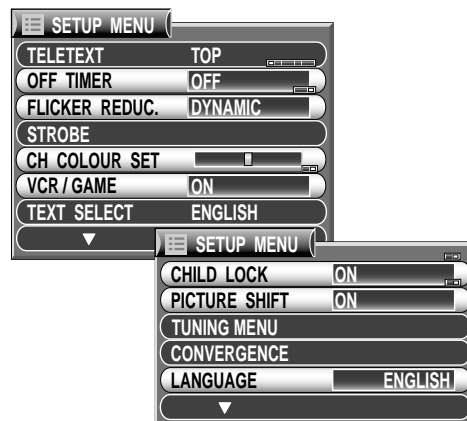 SETUP MENU
TELETEXT TOP
OFF TIMER OFF
FLICKER REDUC. DYNAMIC
STROBE
CH COLOUR SET
VCR / GAME ON
TEXT SELECT ENGLISH
SETUP MENU
CHILD LOCK ON
PICTURE SHIFT ON
TUNING MENU
CONVERGENCE
LANGUAGE ENGLISH